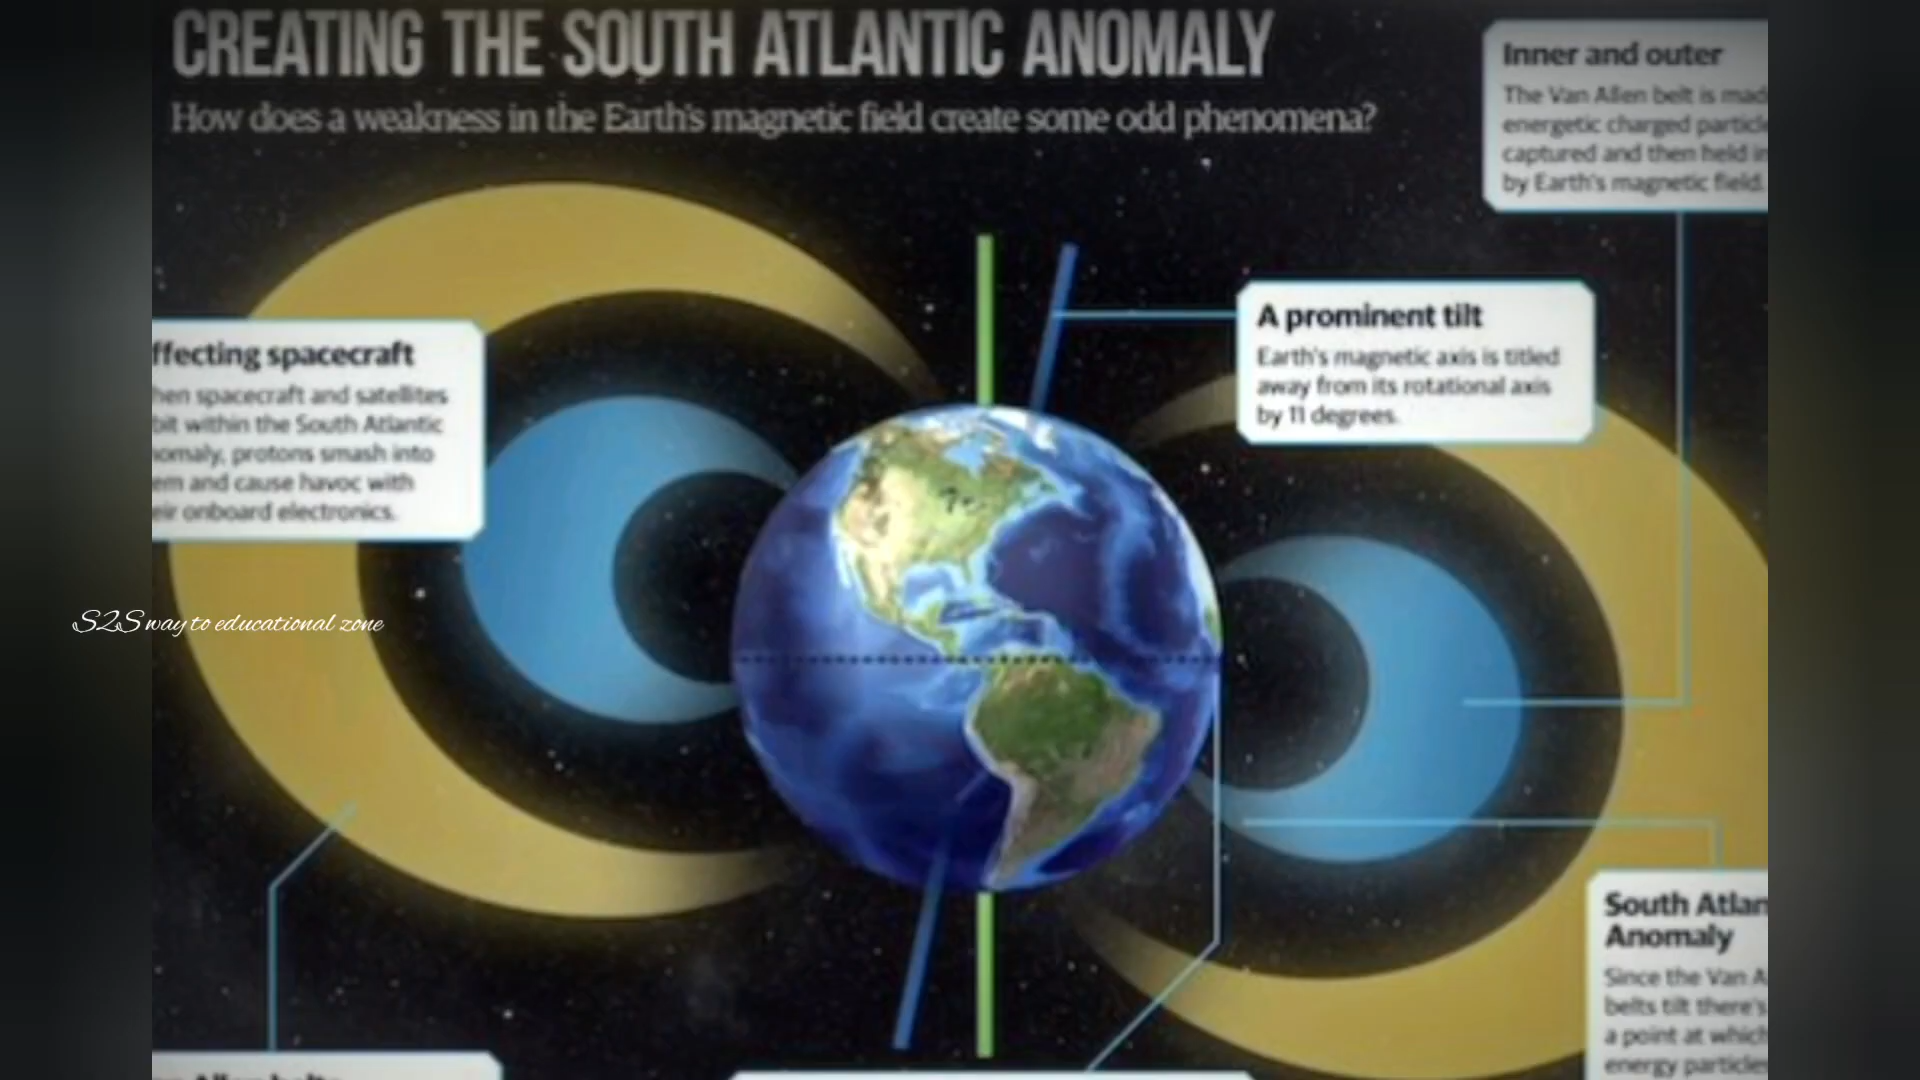 CREATING THE SOUTH ATLANTIC ANOMALY
How does a weakness in the Earth's magnetic field create some odd phenomena?
Inner and outer
The Van Allen belt is mad
energetic charged particle
captured and then held in
by Earth's magnetic field.
A prominent tilt
Earth's magnetic axis is titled
away from its rotational axis
by 11 degrees.
ffecting spacecraft
hen spacecraft and satellites
bit within the South Atlantic
nomaly, protons smash into
em and cause havoc with
eir onboard electronics.
S2S way to educational zone
South Atlan
Anomaly
Since the Van A
belts tilt there's
a point at which
energy particles